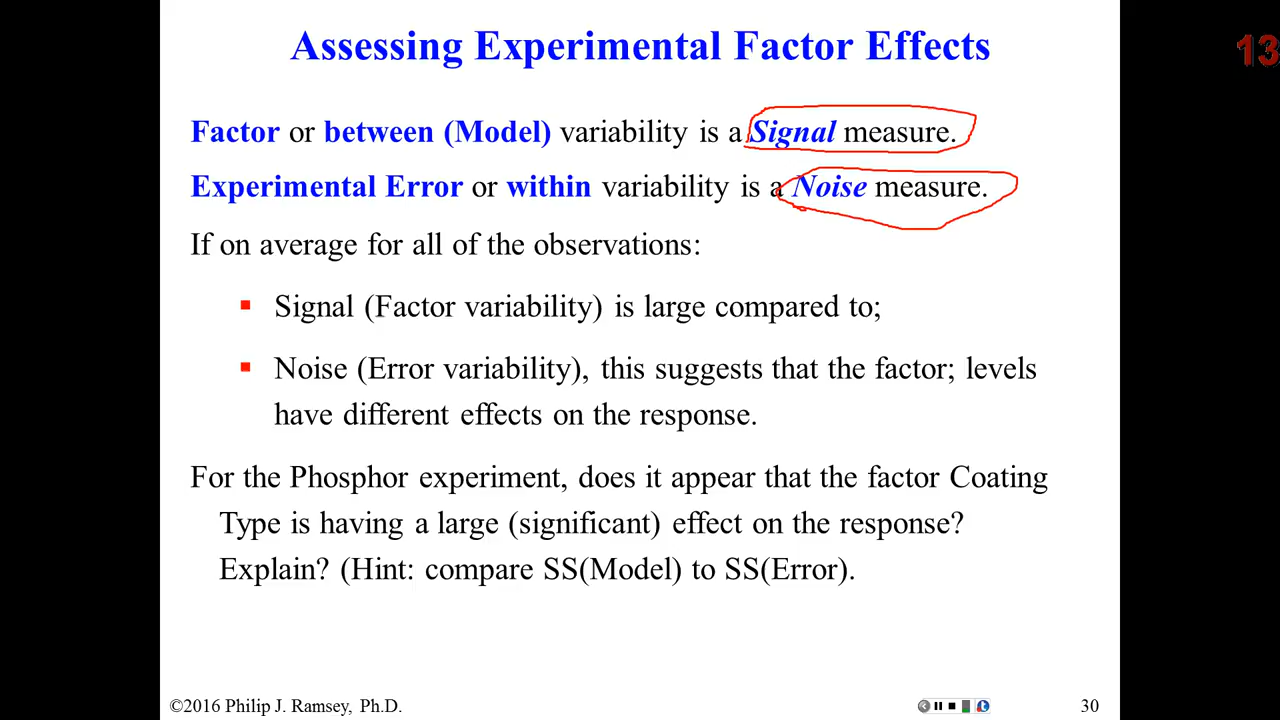 Assessing Experimental Factor Effects
13
Factor or between (Model) variability is a Signal measure.
Experimental Error or within variability is a Noise measure.
If on average for all of the observations:
Signal (Factor variability) is large compared to;
Noise (Error variability), this suggests that the factor; levels
have different effects on the response.
For the Phosphor experiment, does it appear that the factor Coating
Type is having a large (significant) effect on the response?
Explain? (Hint: compare SS(Model) to SS(Error).
©2016 Philip J. Ramsey, Ph.D.
30